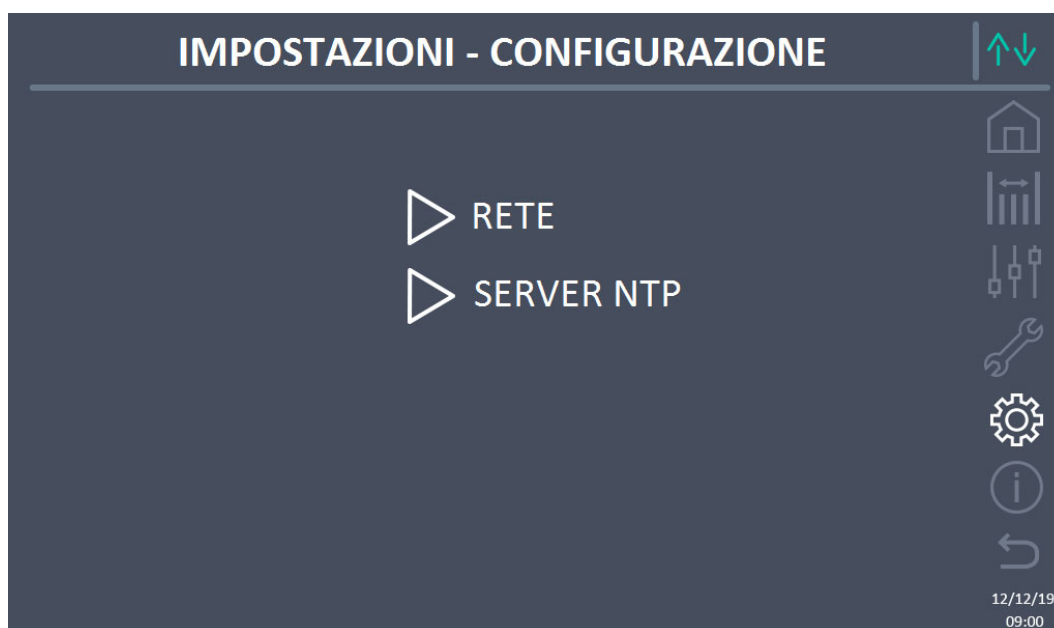 IMPOSTAZIONI - CONFIGURAZIONE
RETE
SERVER NTP
12/12/19
09:00